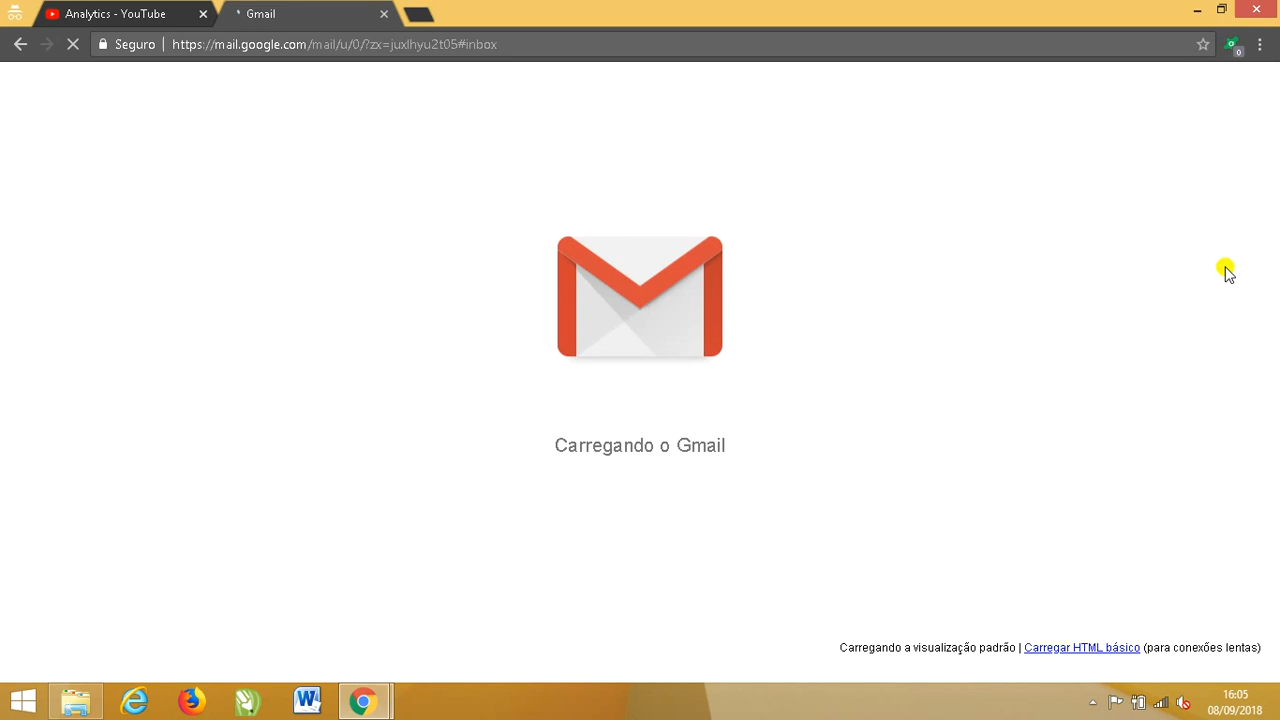 Analytics - YouTube
Gmail
Seguro
https://mail.google.com/mail/u/0/?zx=juxlhyu2t05#inbox
0
Carregando o Gmail
Carregando a visualização padrão | Carregar HTML básico (para conexões lentas)
16:05
08/09/2018